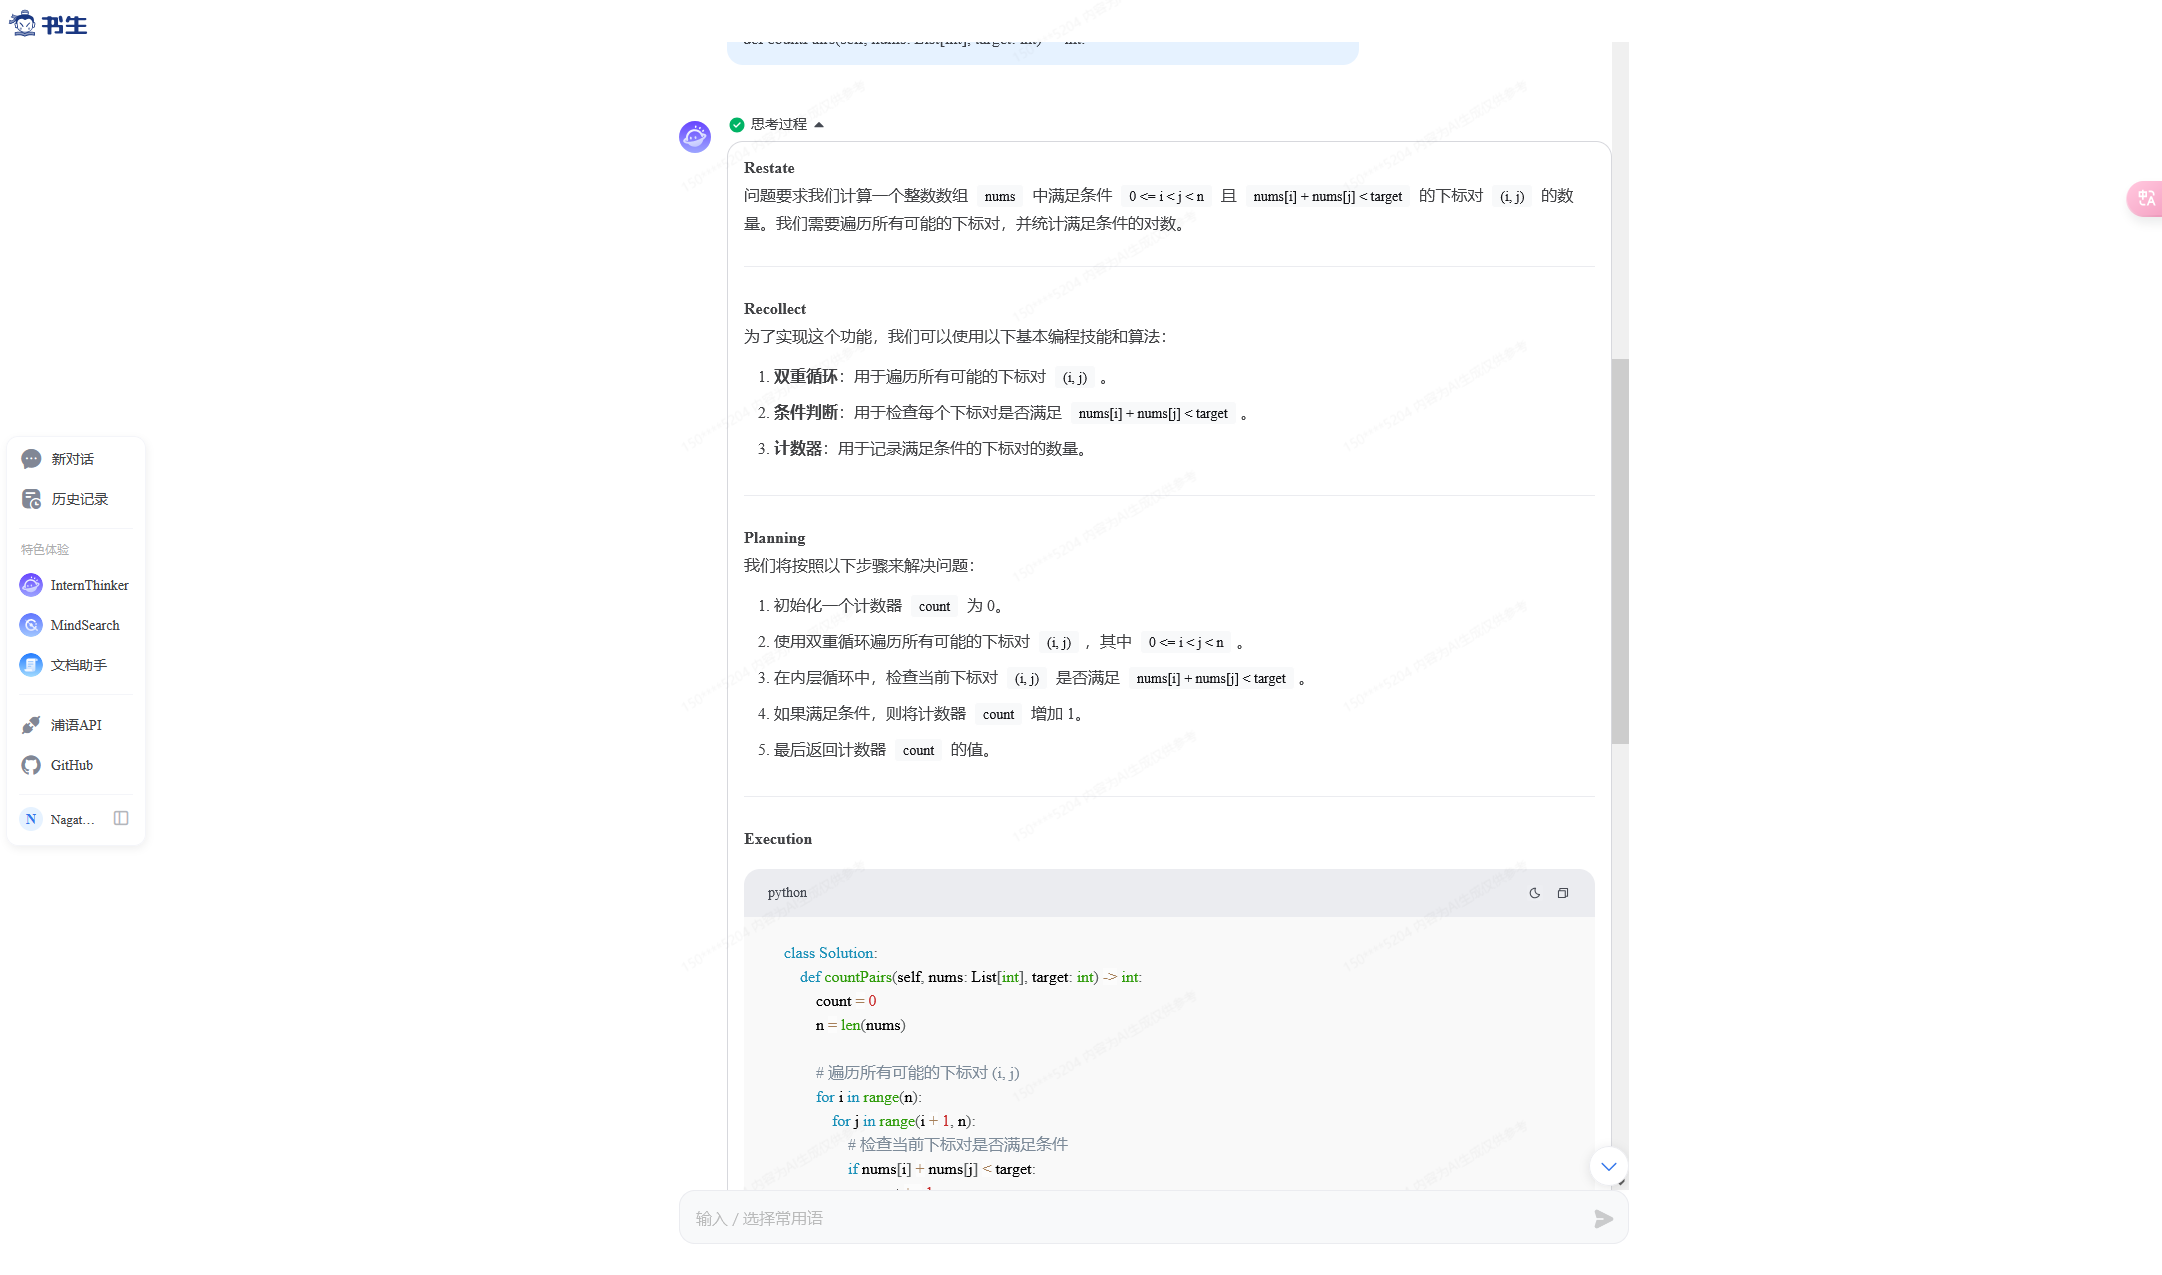 书生
def countPairs(self, nums: List[int], target: int) -> int:
思考过程
Restate
问题要求我们计算一个整数数组 nums 中满足条件 0 <= i < j < n 且 nums[i] + nums[j] < target 的下标对 (i, j) 的数
量。我们需要遍历所有可能的下标对，并统计满足条件的对数。
Recollect
为了实现这个功能，我们可以使用以下基本编程技能和算法：
1. 双重循环：用于遍历所有可能的下标对 (i, j) 。
2. 条件判断：用于检查每个下标对是否满足 nums[i] + nums[j] < target 。
3. 计数器：用于记录满足条件的下标对的数量。
Planning
我们将按照以下步骤来解决问题：
1. 初始化一个计数器 count 为 0。
2. 使用双重循环遍历所有可能的下标对 (i, j) ，其中 0 <= i < j < n 。
3. 在内层循环中，检查当前下标对 (i, j) 是否满足 nums[i] + nums[j] < target 。
4. 如果满足条件，则将计数器 count 增加 1。
5. 最后返回计数器 count 的值。
Execution
python
class Solution:
def countPairs(self, nums: List[int], target: int) -> int:
count = 0
n = len(nums)
# 遍历所有可能的下标对 (i, j)
for i in range(n):
for j in range(i + 1, n):
# 检查当前下标对是否满足条件
if nums[i] + nums[j] < target:
输入 / 选择常用语
新对话
历史记录
特色体验
InternThinker
MindSearch
文档助手
浦语API
GitHub
N Nagat...
150****5204 内容为AI生成仅供参考